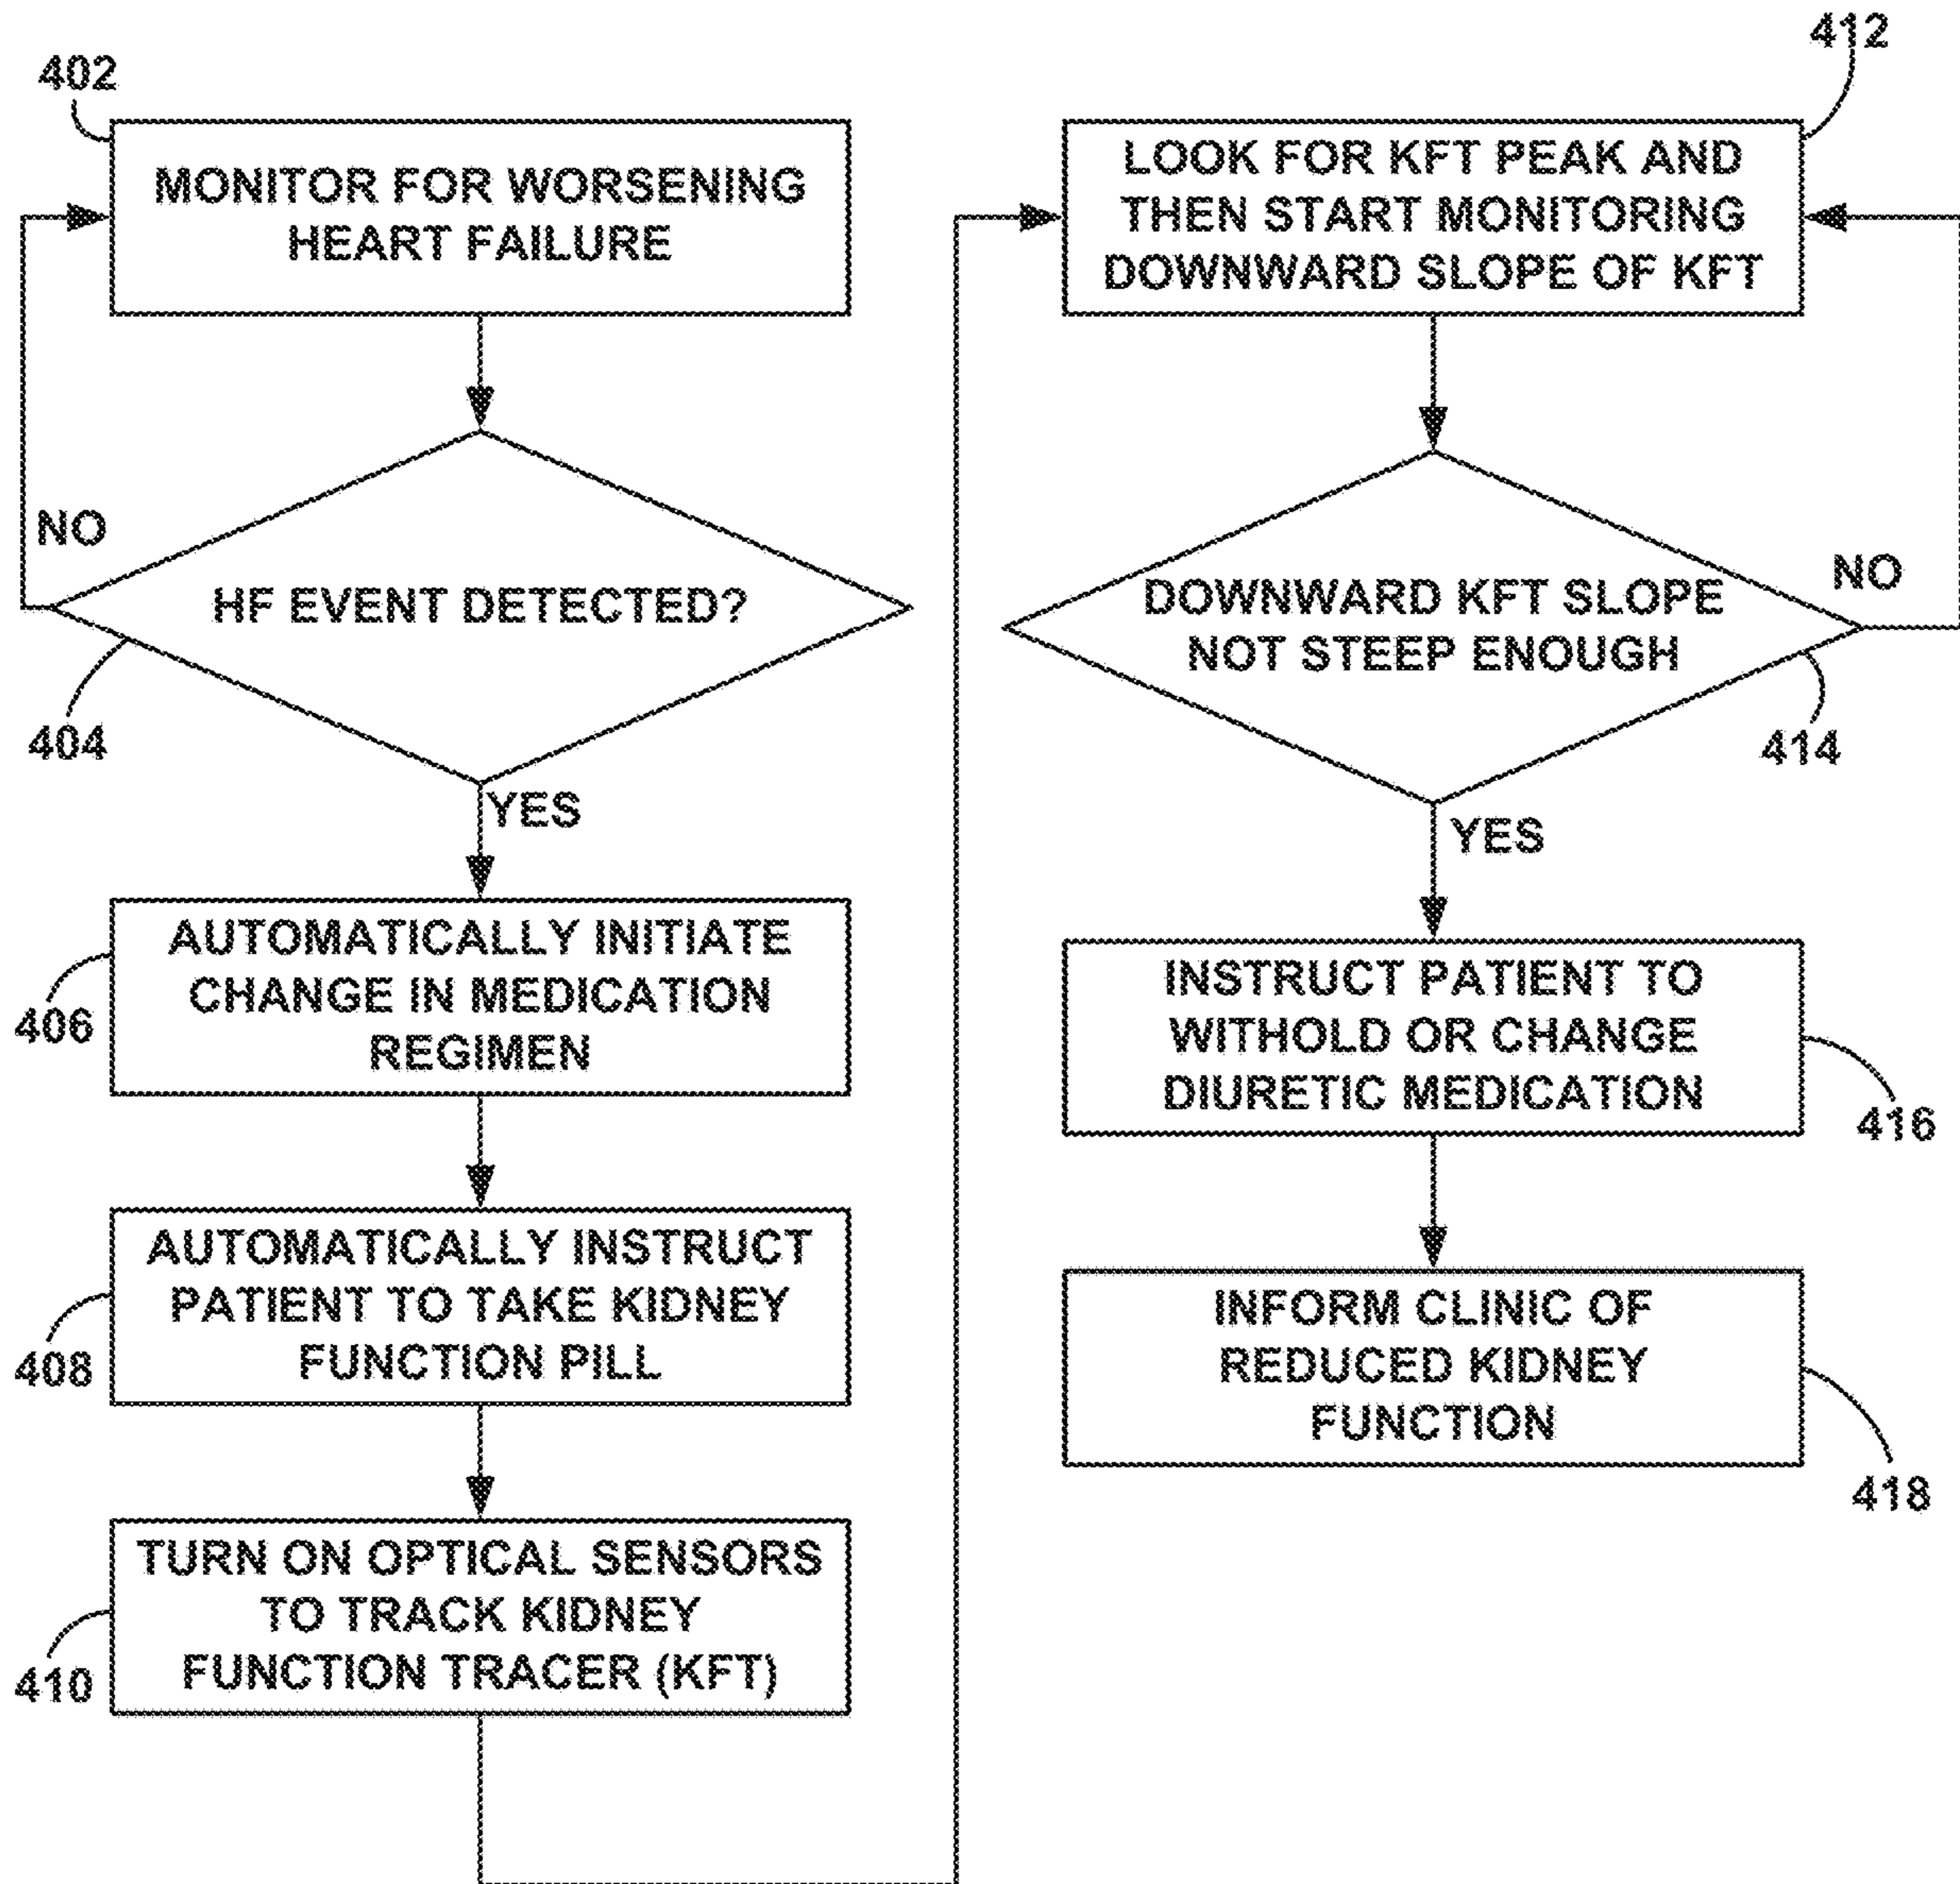 402
MONITOR FOR WORSENING
HEART FAILURE
NO
HF EVENT DETECTED?
404
YES
AUTOMATICALLY INITIATE
CHANGE IN MEDICATION
REGIMEN
406
AUTOMATICALLY INSTRUCT
PATIENT TO TAKE KIDNEY
FUNCTION PILL
408
TURN ON OPTICAL SENSORS
TO TRACK KIDNEY
FUNCTION TRACER (KFT)
410
412
LOOK FOR KFT PEAK AND
THEN START MONITORING
DOWNWARD SLOPE OF KFT
NO
DOWNWARD KFT SLOPE
NOT STEEP ENOUGH
414
YES
INSTRUCT PATIENT TO
WITHOLD OR CHANGE
DIURETIC MEDICATION
416
INFORM CLINIC OF
REDUCED KIDNEY
FUNCTION
418